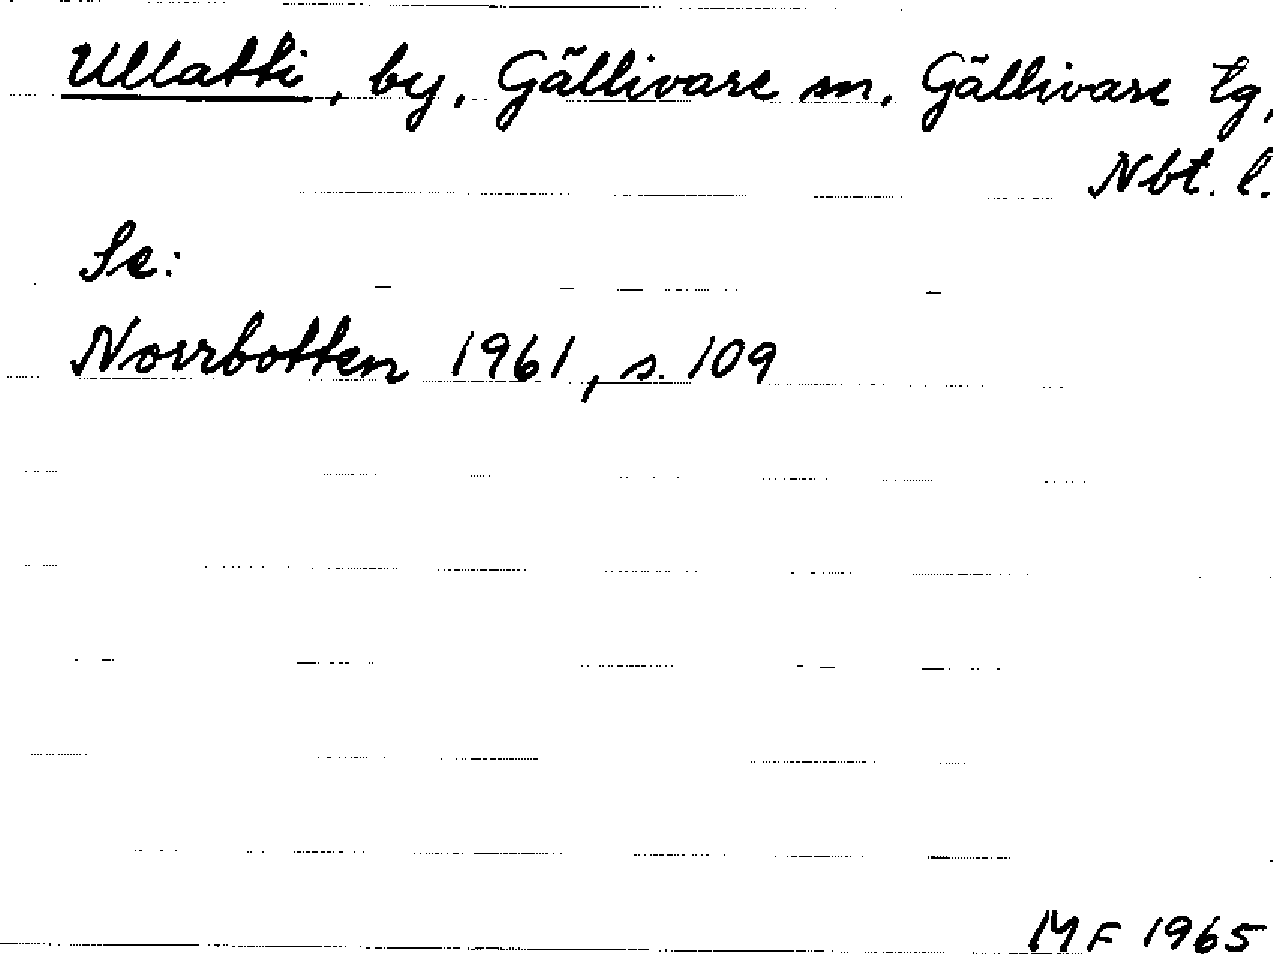 Ullatti, by, Gällivare sn, Gällivare tg,
Nbt. l.
Se:
Norrbotten 1961, s. 109
MF 1965